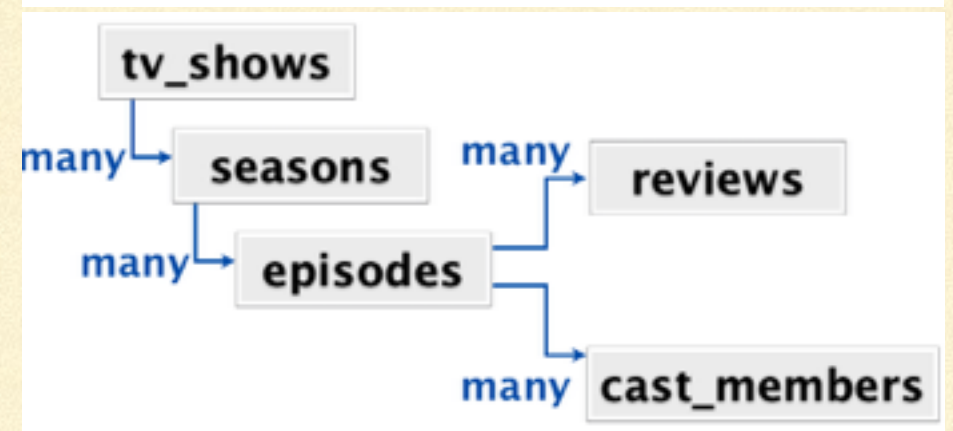 tv_shows
many
seasons
many
reviews
many
episodes
many
cast_members